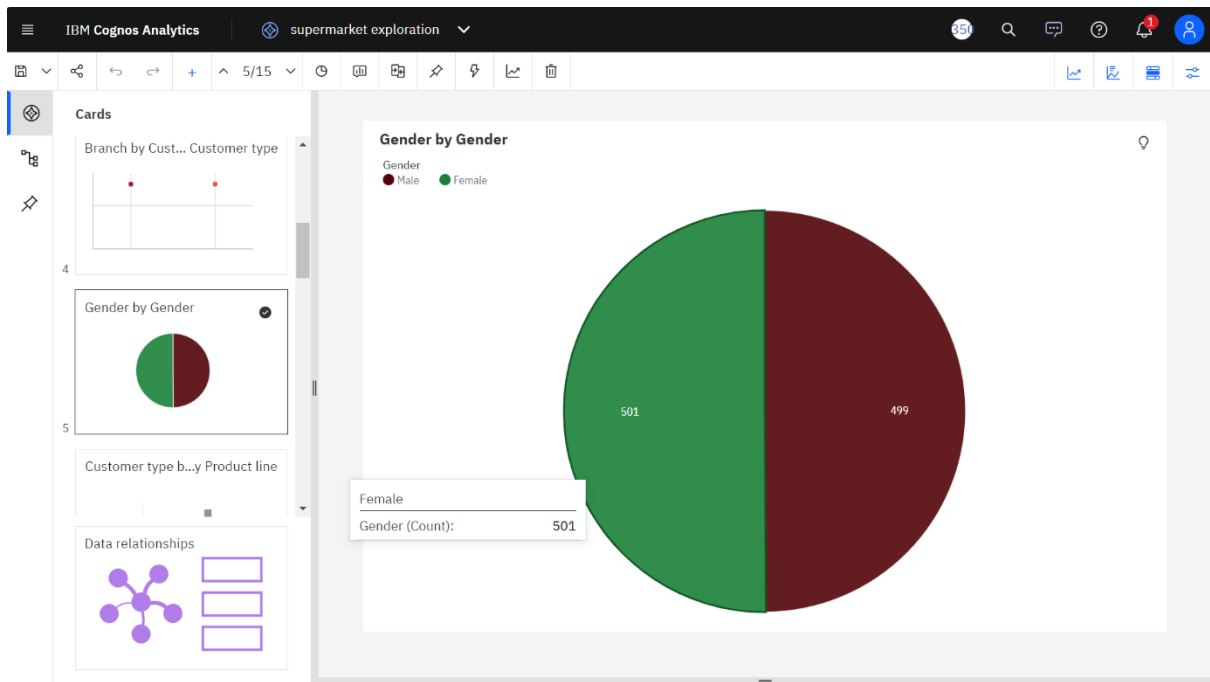 IBM Cognos Analytics
supermarket exploration
350
1
5/15
Cards
Branch by Cust... Customer type
4
Gender by Gender
5
Customer type b...y Product line
Data relationships
Gender by Gender
Gender
Male
Female
501
499
Female
Gender (Count): 501